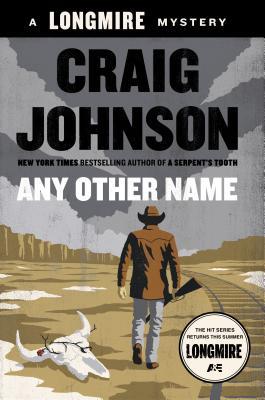 A LONGMIRE MYSTERY
CRAIG
JOHNSON
NEW YORK TIMES BESTSELLING AUTHOR OF A SERPENT'S TOOTH
ANY OTHER NAME
THE HIT SERIES
RETURNS THIS SUMMER
LONGMIRE
A&E